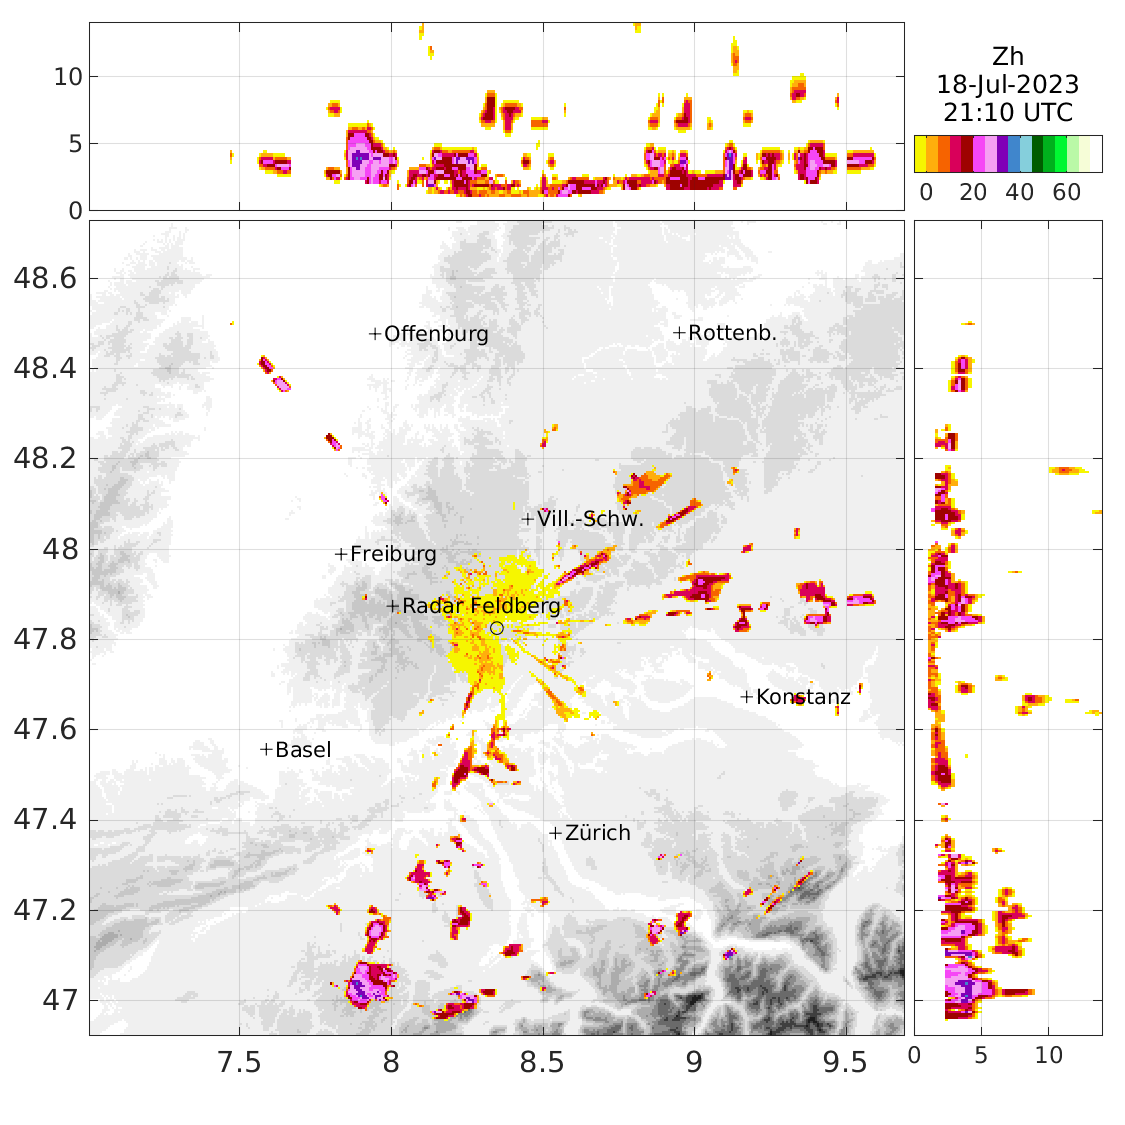 10
5
0
Zh
18-Jul-2023
21:10 UTC
0 20 40 60
48.6
48.4
48.2
48
47.8
47.6
47.4
47.2
47
+Offenburg
+Rottenb.
+Vill.-Schw.
+Freiburg
+Radar Feldberg
+Konstanz
+Basel
+Zürich
7.5 8 8.5 9 9.5
0 5 10